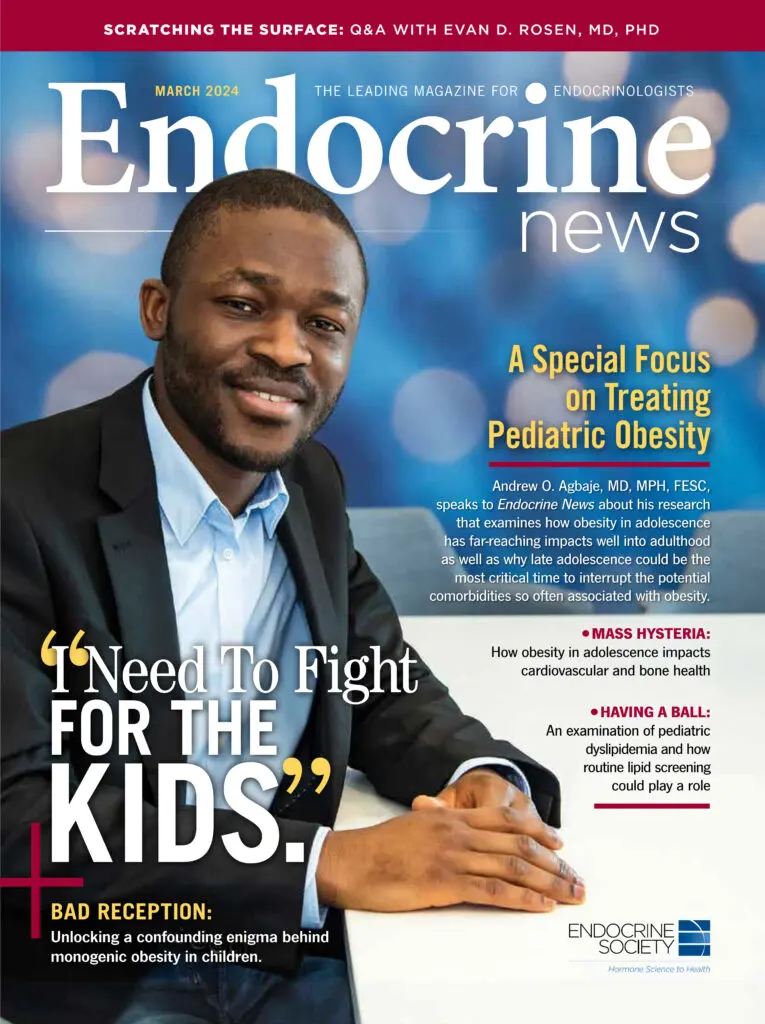 SCRATCHING THE SURFACE: Q&A WITH EVAN D. ROSEN, MD, PHD
MARCH 2024
THE LEADING MAGAZINE FOR ENDOCRINOLOGISTS
Endocrine
news
A Special Focus
on Treating
Pediatric Obesity
Andrew O. Agbaje, MD, MPH, FESC,
speaks to Endocrine News about his research
that examines how obesity in adolescence
has far-reaching impacts well into adulthood
as well as why late adolescence could be the
most critical time to interrupt the potential
comorbidities so often associated with obesity.
• MASS HYSTERIA:
How obesity in adolescence impacts
cardiovascular and bone health
• HAVING A BALL:
An examination of pediatric
dyslipidemia and how
routine lipid screening
could play a role
“I Need To Fight
FOR THE
KIDS.”
BAD RECEPTION:
Unlocking a confounding enigma behind
monogenic obesity in children.
ENDOCRINE
SOCIETY
Hormone Science to Health